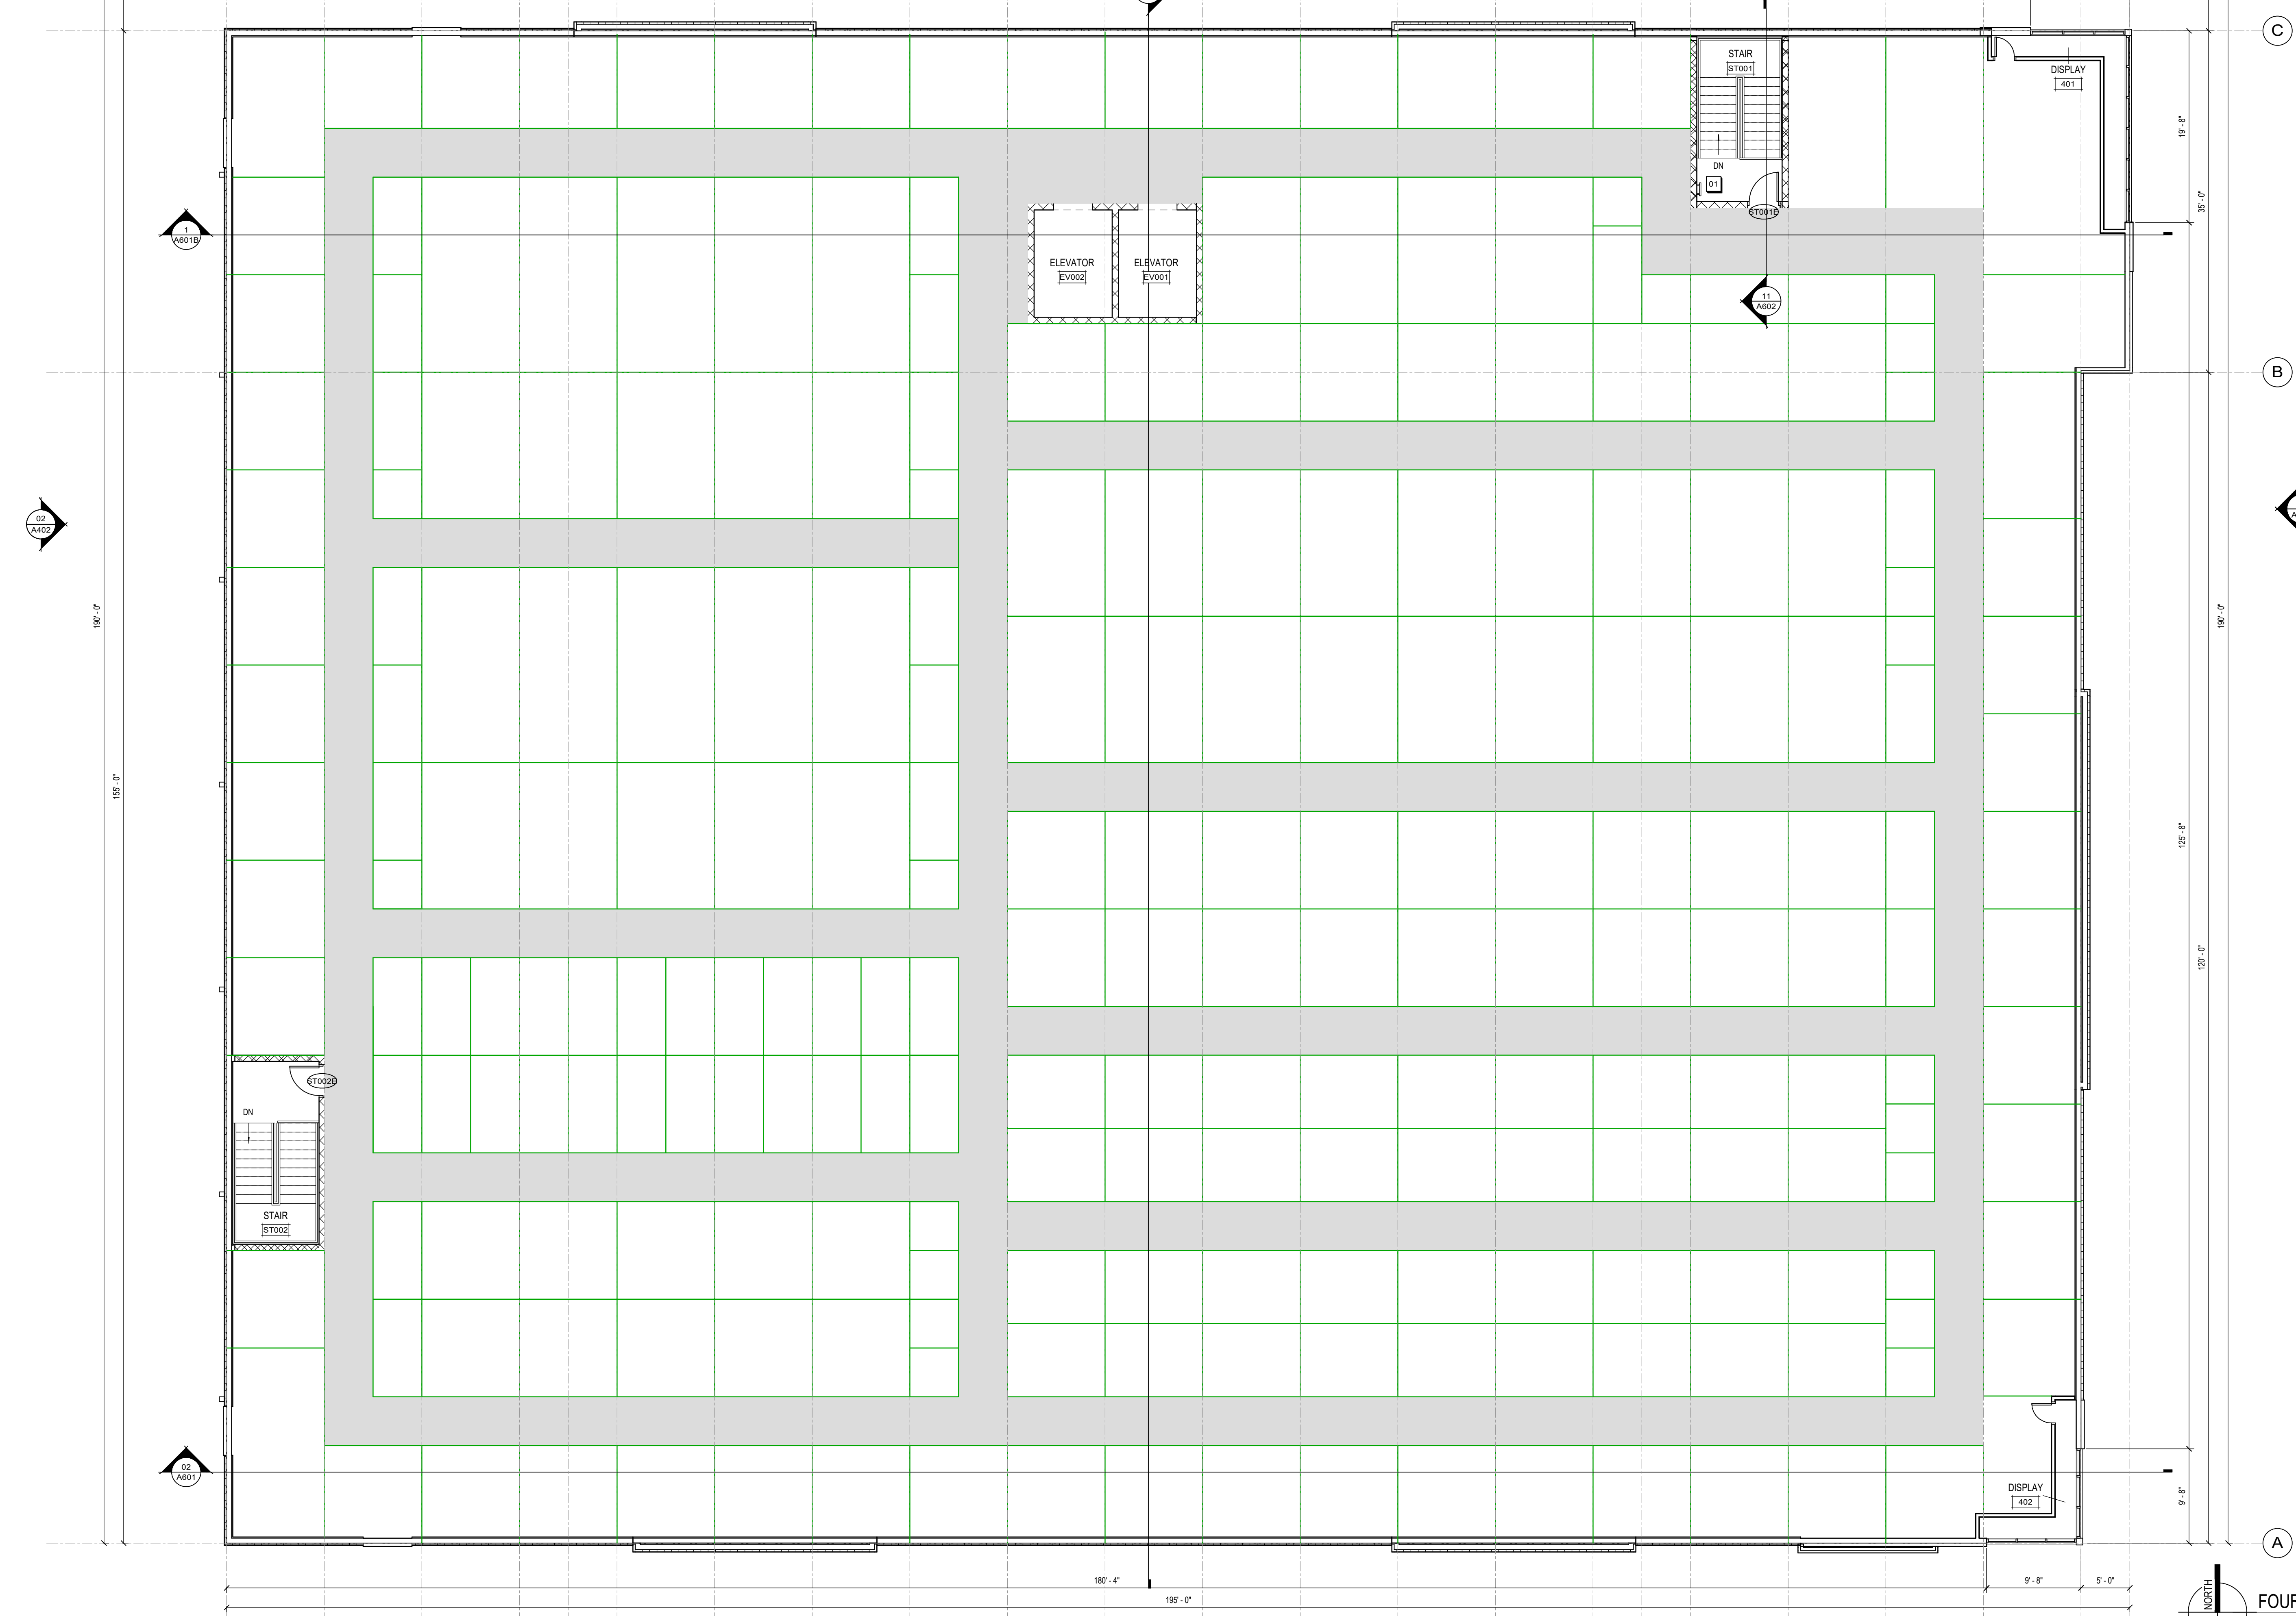 C
STAIR
ST001
DISPLAY
401
19' - 8"
DN
01
35' - 0"
ST001E
1
A601B
ELEVATOR
EV002
ELEVATOR
EV001
11
A602
B
02
A402
190' - 0"
190' - 0"
155' - 0"
125' - 8"
120' - 0"
ST002E
DN
STAIR
ST002
02
A601
DISPLAY
402
9' - 8"
A
180' - 4"
9' - 8"
5' - 0"
195' - 0"
NORTH
FOUR